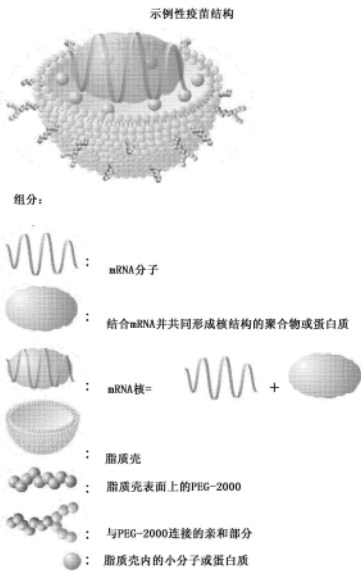 示例性疫苗结构
组分：
： mRNA分子
： 结合mRNA并共同形成核结构的聚合物或蛋白质
： mRNA核= +
： 脂质壳
： 脂质壳表面上的PEG-2000
： 与PEG-2000连接的亲和部分
： 脂质壳内的小分子或蛋白质